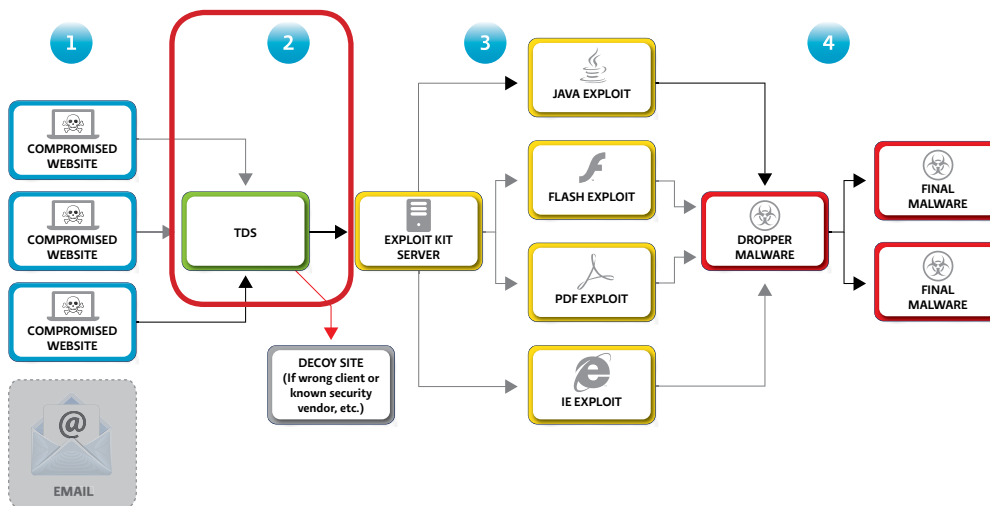 1
2
3
4
COMPROMISED
WEBSITE
COMPROMISED
WEBSITE
COMPROMISED
WEBSITE
@
EMAIL
TDS
DECOY SITE
(If wrong client or
known security
vendor, etc.)
EXPLOIT KIT
SERVER
JAVA EXPLOIT
FLASH EXPLOIT
PDF EXPLOIT
IE EXPLOIT
DROPPER
MALWARE
FINAL
MALWARE
FINAL
MALWARE